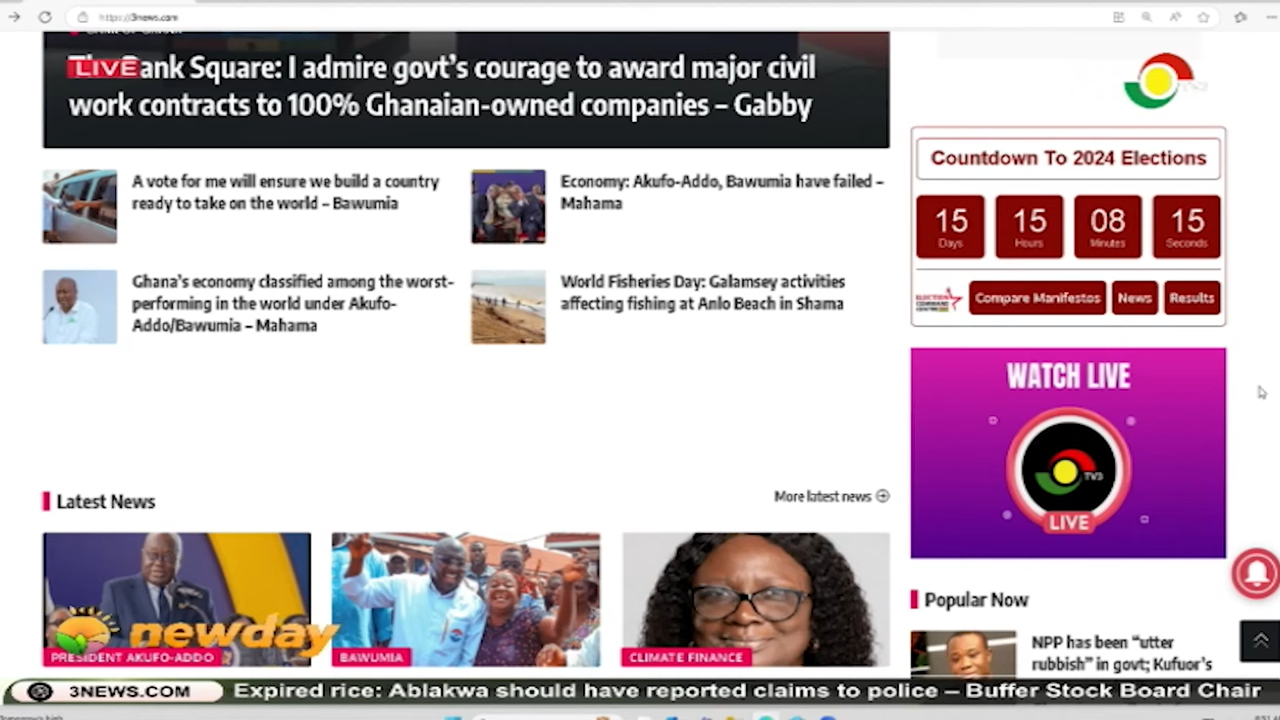 https://3news.com
LIVE
ank Square: I admire govt's courage to award major civil
work contracts to 100% Ghanaian-owned companies – Gabby
A vote for me will ensure we build a country
ready to take on the world – Bawumia
Economy: Akufo-Addo, Bawumia have failed –
Mahama
Ghana's economy classified among the worst-
performing in the world under Akufo-
Addo/Bawumia – Mahama
World Fisheries Day: Galamsey activities
affecting fishing at Anlo Beach in Shama
Countdown To 2024 Elections
15 15 08 15
Days Hours Minutes Seconds
ELECTION
COMMAND
CENTRE
Compare Manifestos News Results
WATCH LIVE
TV3
LIVE
Latest News
More latest news
newday
PRESIDENT AKUFO-ADDO
BAWUMIA
CLIMATE FINANCE
Popular Now
NPP has been “utter
rubbish” in govt; Kufuor's
3NEWS.COM Expired rice: Ablakwa should have reported claims to police – Buffer Stock Board Chair